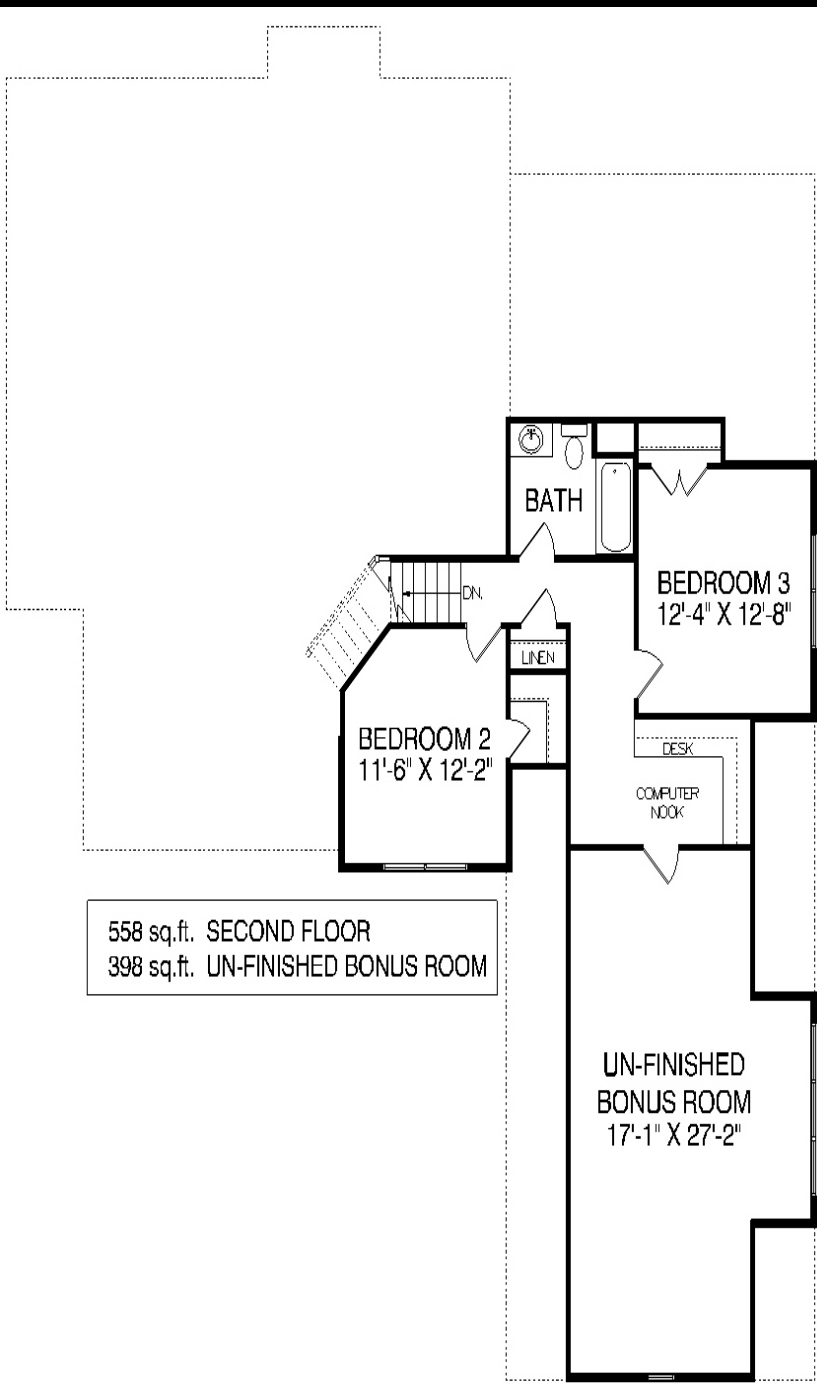 BATH
BEDROOM 3
12'-4" X 12'-8"
DN.
LINEN
BEDROOM 2
11'-6" X 12'-2"
DESK
COMPUTER
NOOK
558 sq.ft. SECOND FLOOR
398 sq.ft. UN-FINISHED BONUS ROOM
UN-FINISHED
BONUS ROOM
17'-1" X 27'-2"